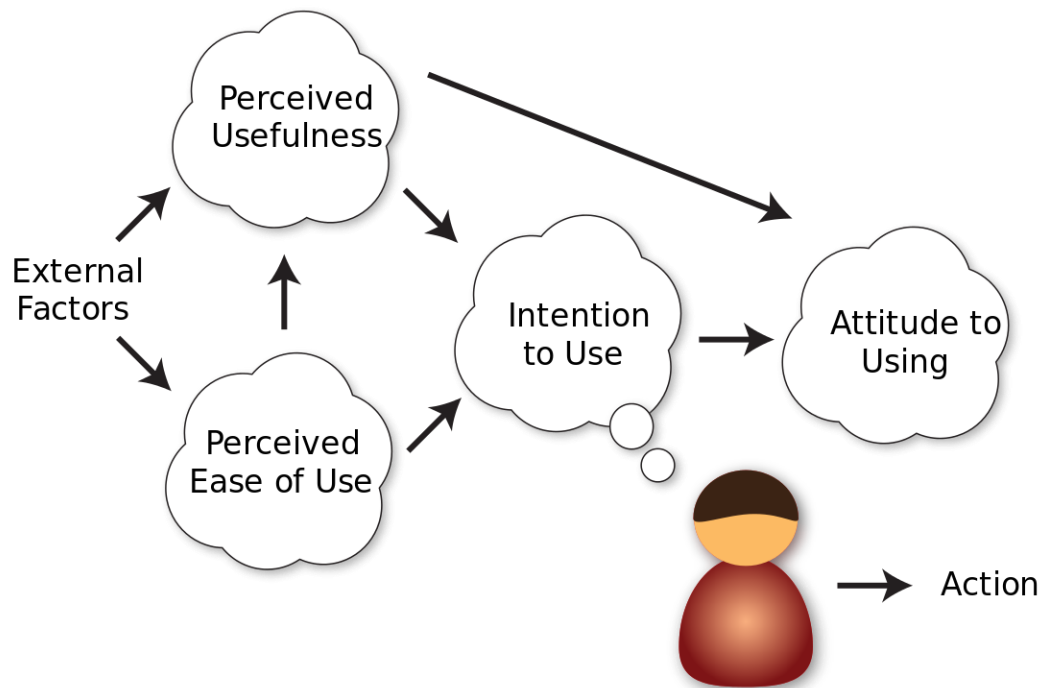 Perceived
Usefulness
External
Factors
Intention
to Use
Attitude to
Using
Perceived
Ease of Use
Action